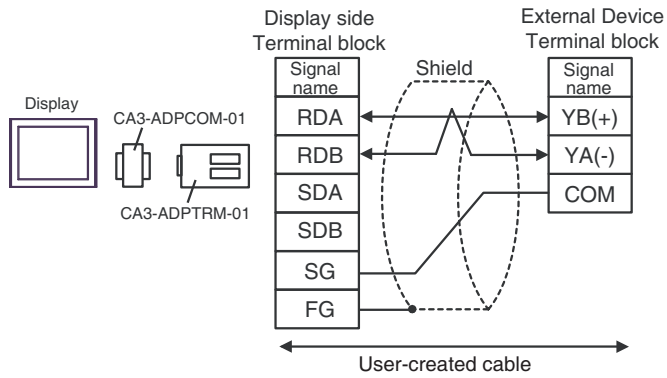 Display side
Terminal block
External Device
Terminal block
Signal
name
Shield
Signal
name
Display
CA3-ADPCOM-01
CA3-ADPTRM-01
RDA
YB(+)
RDB
YA(-)
SDA
COM
SDB
SG
FG
User-created cable